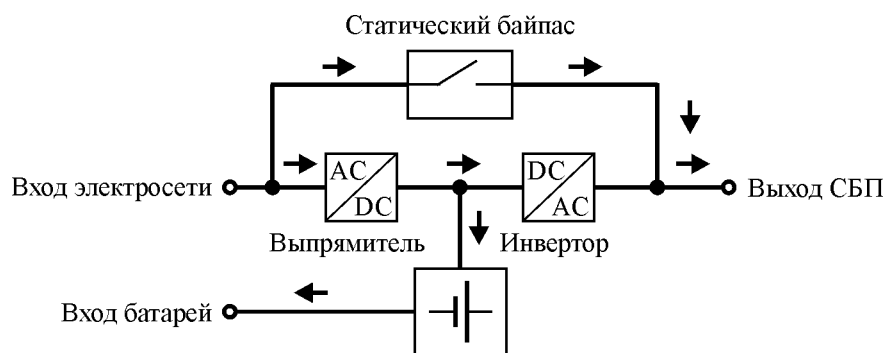 Статический байпас
Вход электросети
AC
DC
DC
AC
Выход СБП
Выпрямитель
Инвертор
Вход батарей